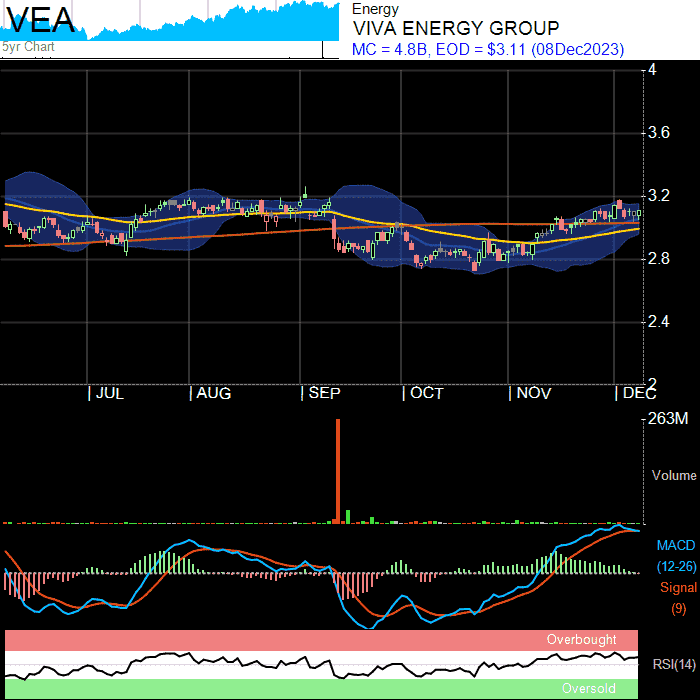 VEA
5yr Chart
Energy
VIVA ENERGY GROUP
MC = 4.8B, EOD = $3.11 (08Dec2023)
4
3.6
3.2
2.8
2.4
2
JUL AUG SEP OCT NOV DEC
263M
Volume
MACD
(12-26)
Signal
(9)
Overbought
RSI(14)
Oversold